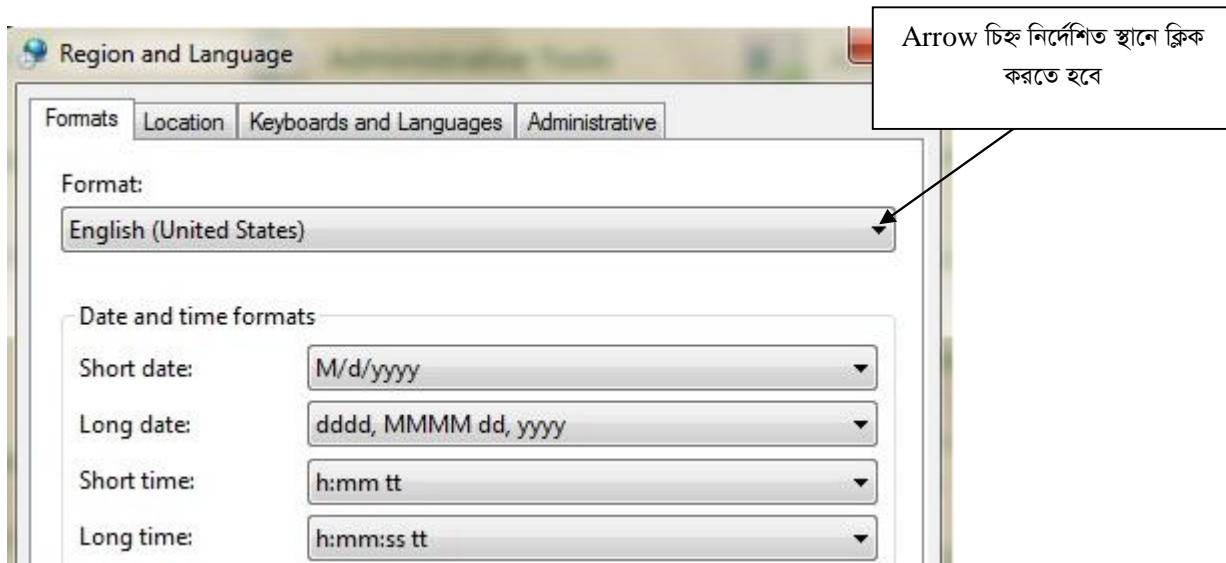 Arrow চিহ্ন নির্দেশিত স্থানে ক্লিক
করতে হবে
Region and Language
Formats Location Keyboards and Languages Administrative
Format:
English (United States)
Date and time formats
Short date: M/d/yyyy
Long date: dddd, MMMM dd, yyyy
Short time: h:mm tt
Long time: h:mm:ss tt